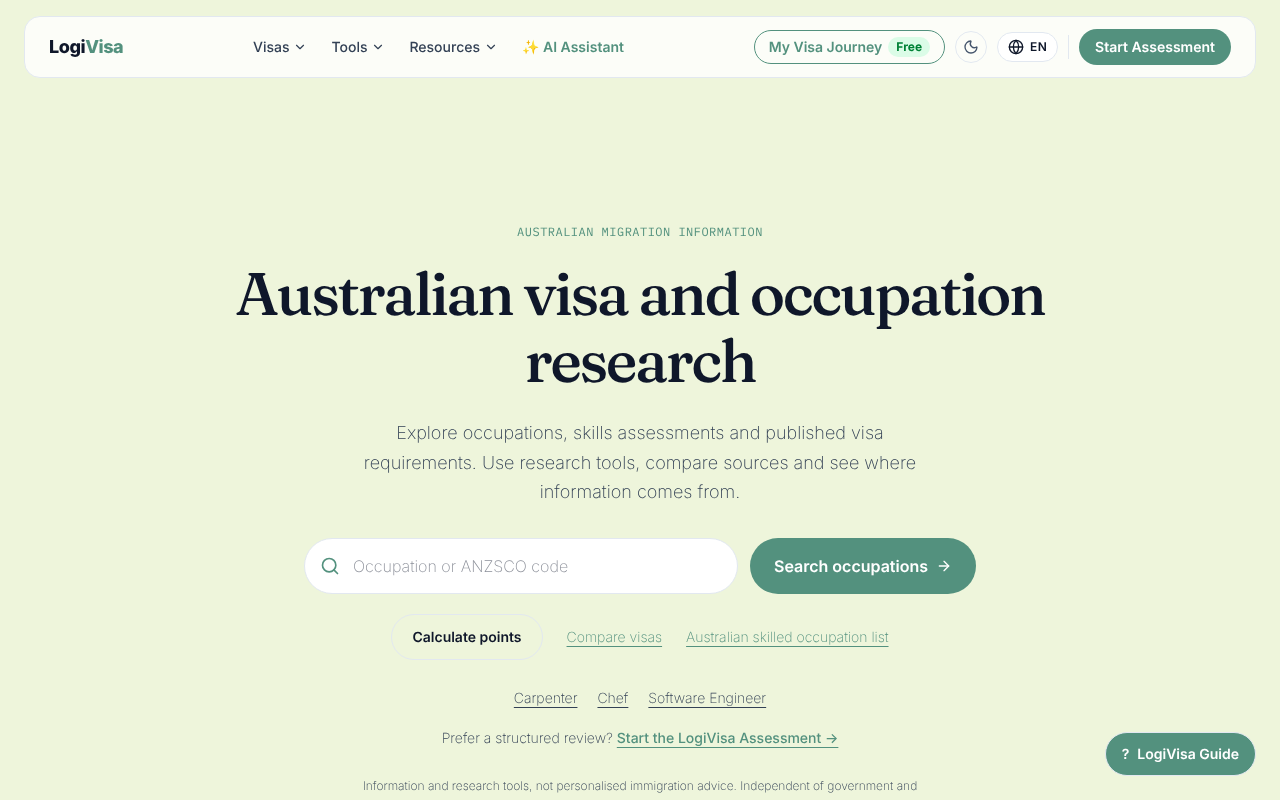 LogiVisa
Visas
Tools
Resources
✨ AI Assistant
My Visa Journey Free
EN
Start Assessment
AUSTRALIAN MIGRATION INFORMATION
Australian visa and occupation
research
Explore occupations, skills assessments and published visa
requirements. Use research tools, compare sources and see where
information comes from.
Occupation or ANZSCO code
Search occupations →
Calculate points
Compare visas
Australian skilled occupation list
Carpenter
Chef
Software Engineer
Prefer a structured review? Start the LogiVisa Assessment →
? LogiVisa Guide
Information and research tools, not personalised immigration advice. Independent of government and